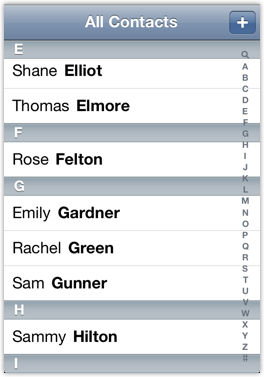 All Contacts +
E
Shane Elliot
Thomas Elmore
F
Rose Felton
G
Emily Gardner
Rachel Green
Sam Gunner
H
Sammy Hilton
I
A
B
C
D
E
F
G
H
I
J
K
L
M
N
O
P
Q
R
S
T
U
V
W
X
Y
Z
#